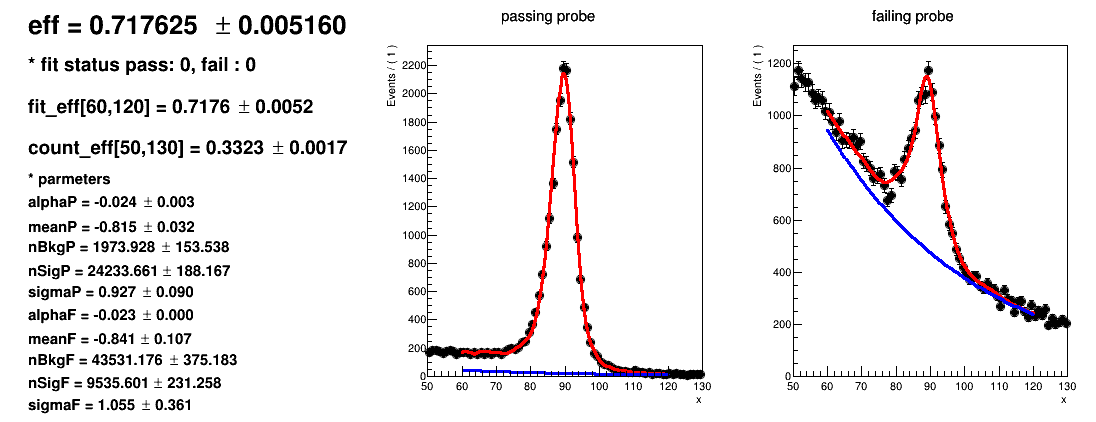 eff = 0.717625 ± 0.005160
* fit status pass: 0, fail : 0
fit_eff[60,120] = 0.7176 ± 0.0052
count_eff[50,130] = 0.3323 ± 0.0017
* parmeters
alphaP = -0.024 ± 0.003
meanP = -0.815 ± 0.032
nBkgP = 1973.928 ± 153.538
nSigP = 24233.661 ± 188.167
sigmaP = 0.927 ± 0.090
alphaF = -0.023 ± 0.000
meanF = -0.841 ± 0.107
nBkgF = 43531.176 ± 375.183
nSigF = 9535.601 ± 231.258
sigmaF = 1.055 ± 0.361
passing probe
Events / ( 1 )
2200
2000
1800
1600
1400
1200
1000
800
600
400
200
0
50 60 70 80 90 100 110 120 130
x
failing probe
Events / ( 1 )
1200
1000
800
600
400
200
0
50 60 70 80 90 100 110 120 130
x